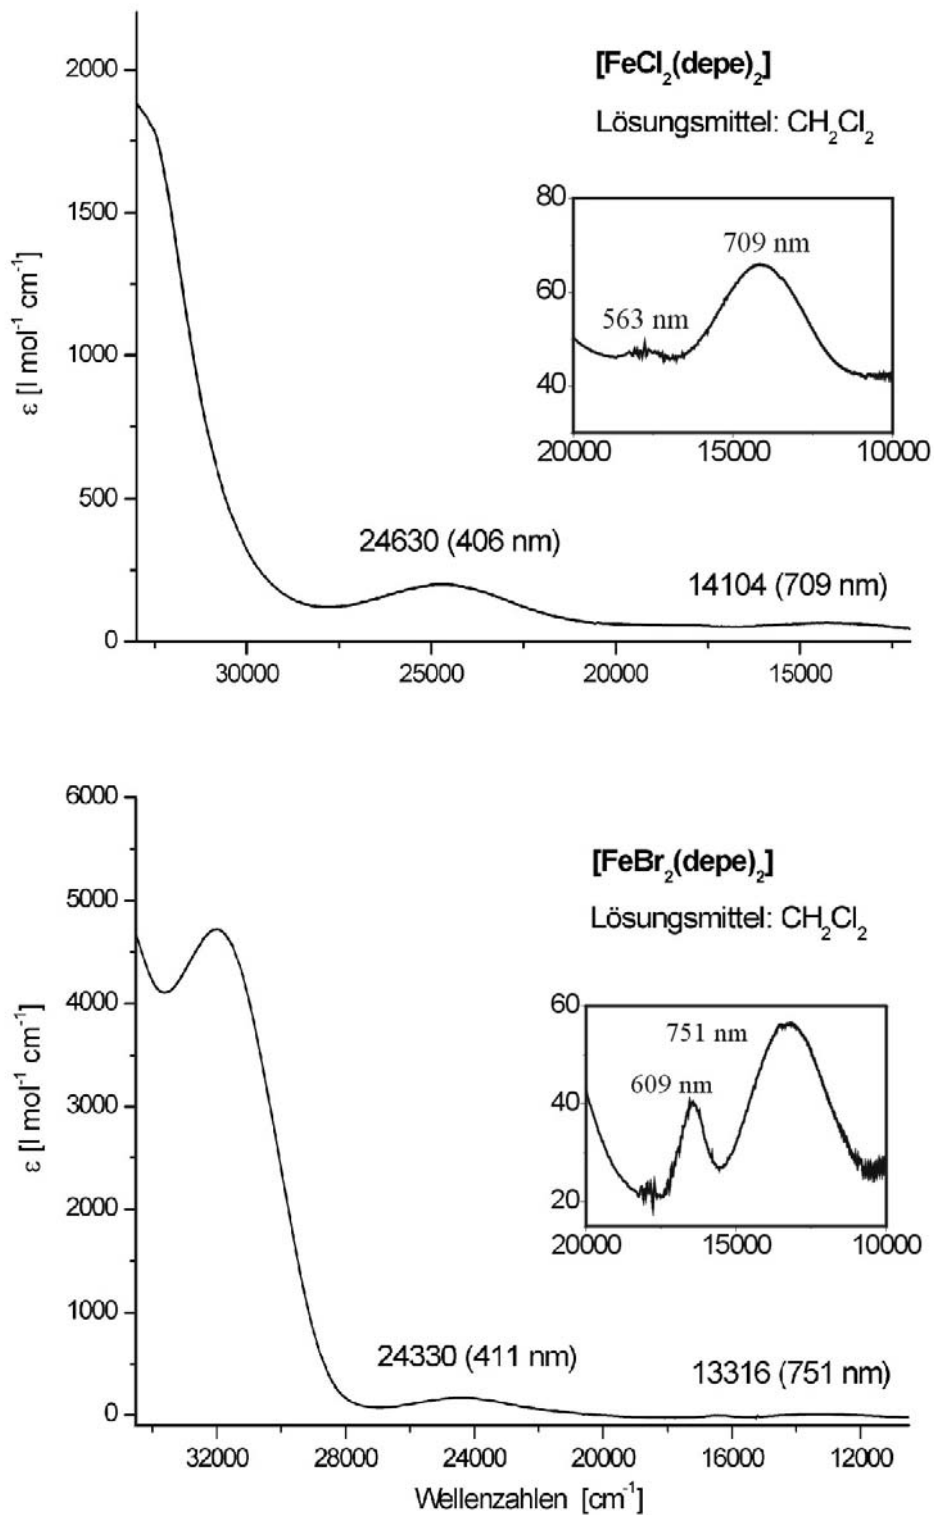 [FeCl₂(depe)₂]
Lösungsmittel: CH₂Cl₂
2000
1500
1000
500
0
ε [l mol⁻¹ cm⁻¹]
80
60
40
709 nm
563 nm
20000 15000 10000
24630 (406 nm)
14104 (709 nm)
30000 25000 20000 15000
[FeBr₂(depe)₂]
Lösungsmittel: CH₂Cl₂
6000
5000
4000
3000
2000
1000
0
ε [l mol⁻¹ cm⁻¹]
60
40
20
751 nm
609 nm
20000 15000 10000
24330 (411 nm)
13316 (751 nm)
32000 28000 24000 20000 16000 12000
Wellenzahlen [cm⁻¹]